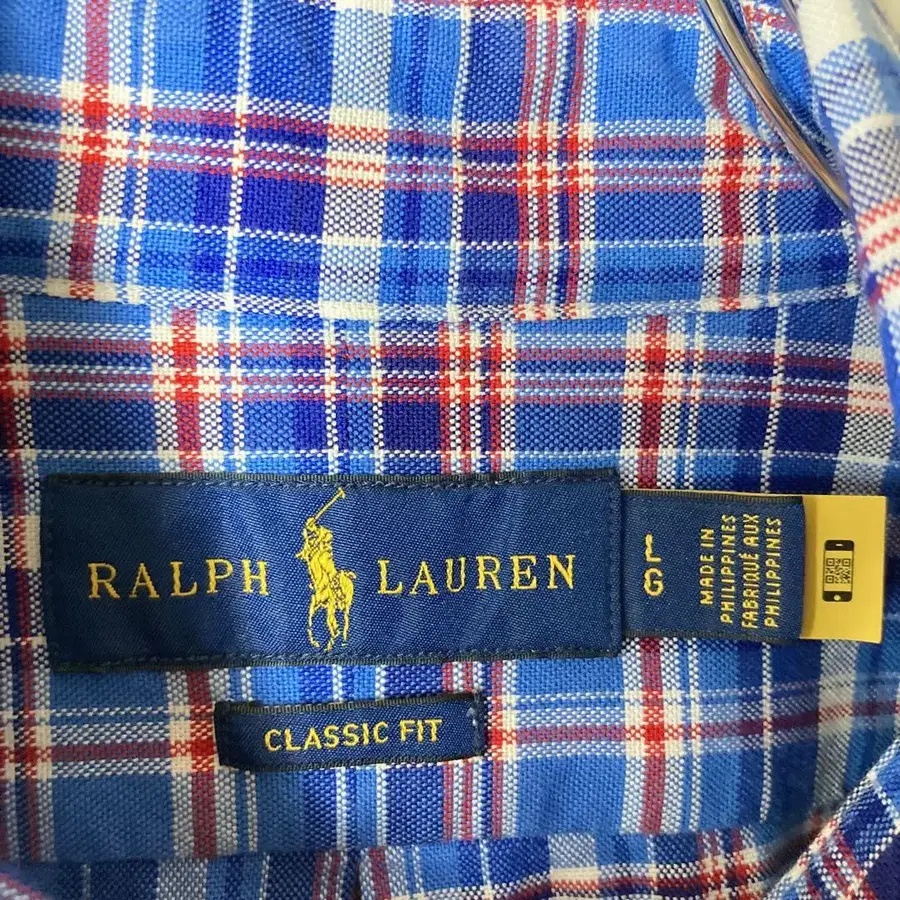 RALPH LAUREN
L
G
MADE IN
PHILIPPINES
FABRIQUÉ AUX
PHILIPPINES
CLASSIC FIT